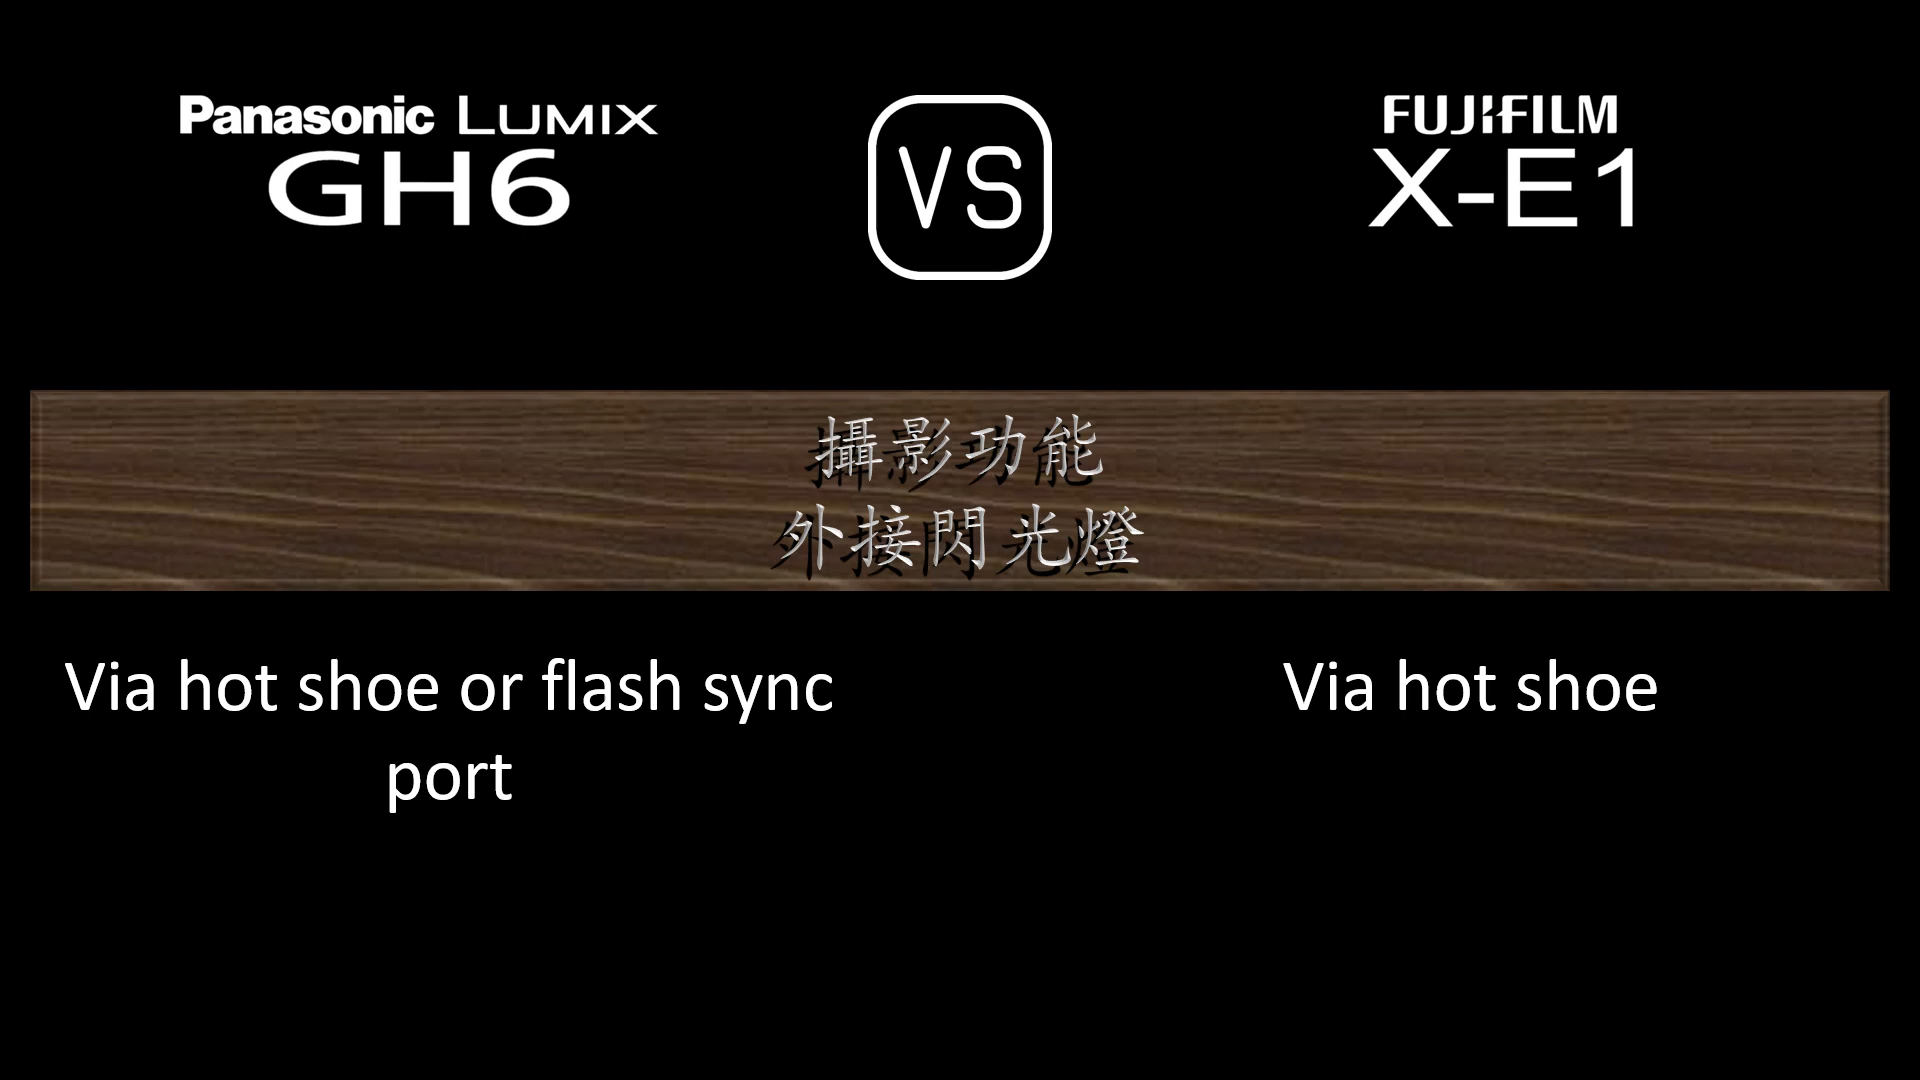 Panasonic LUMIX
GH6
VS
FUJIFILM
X-E1
攝影功能
外接閃光燈
Via hot shoe or flash sync
port
Via hot shoe